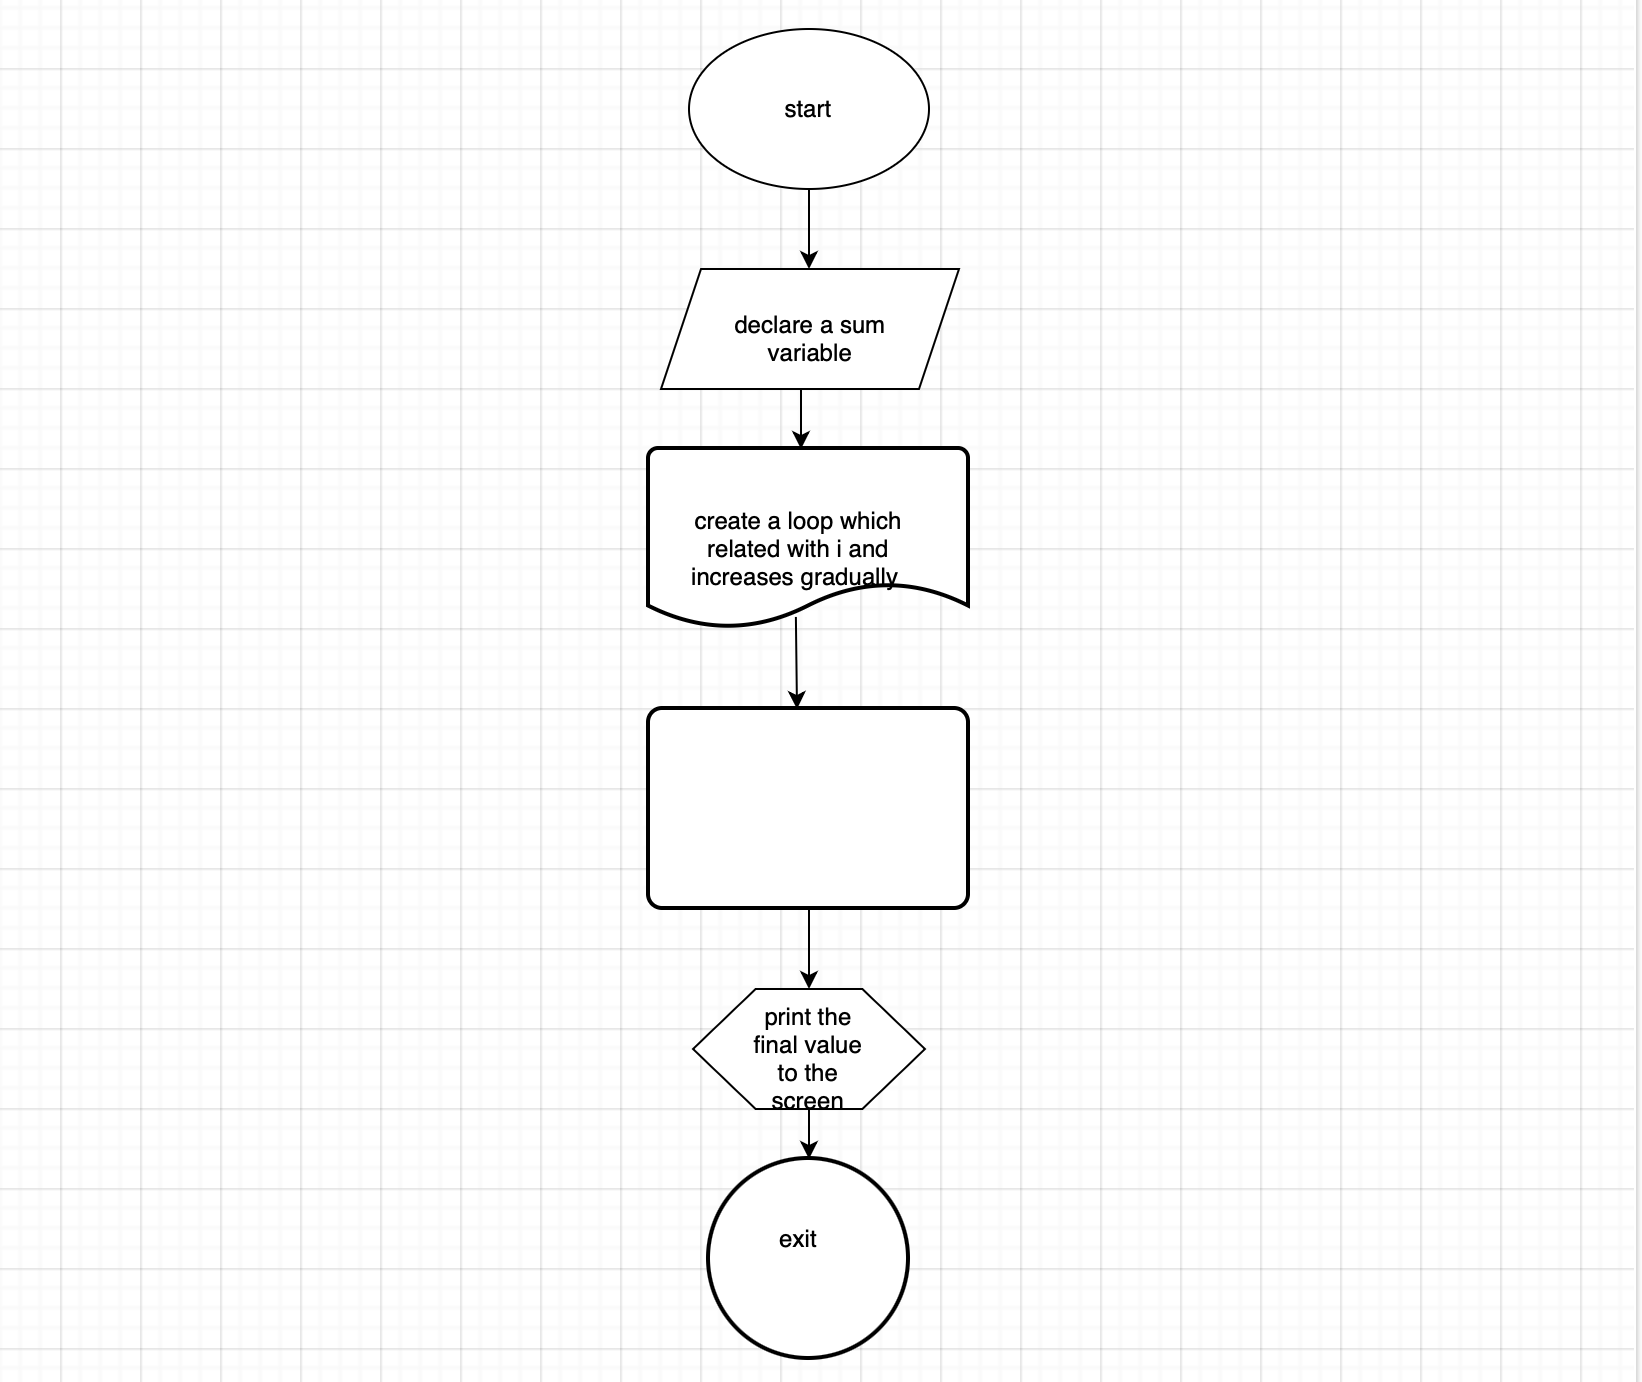 start
declare a sum
variable
create a loop which
related with i and
increases gradually
print the
final value
to the
screen
exit